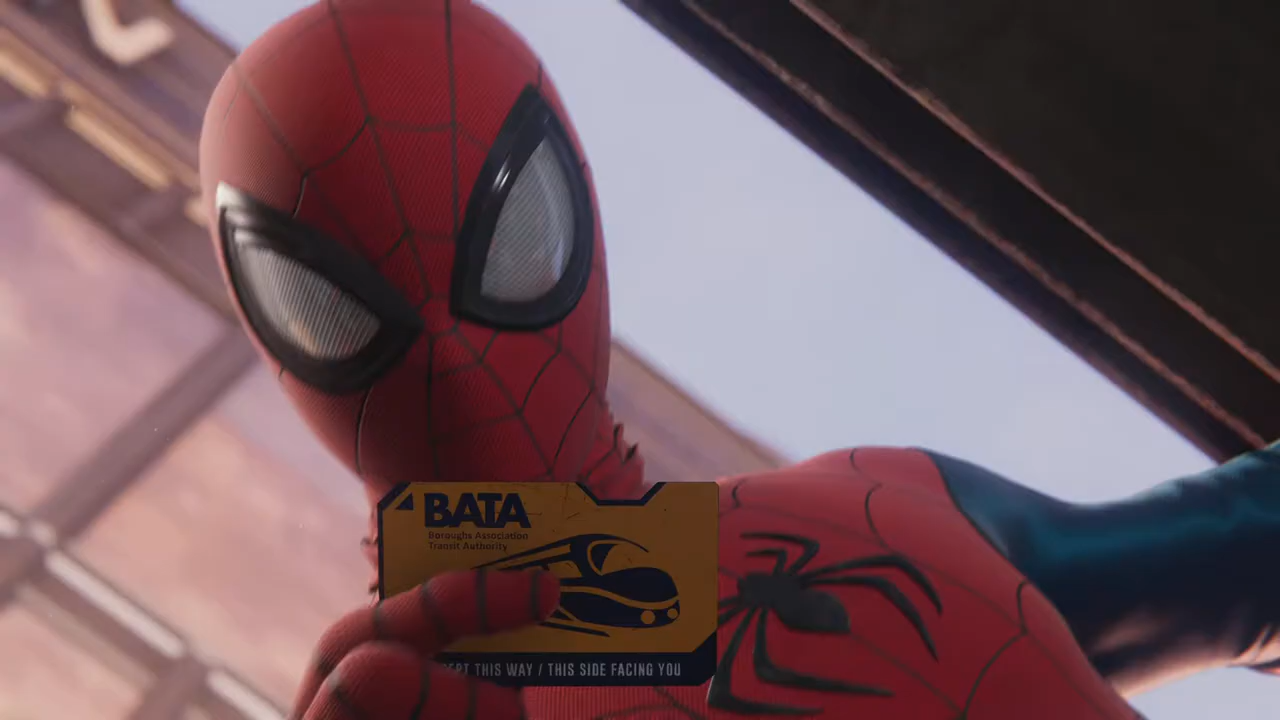 BATA
Boroughs Association
Transit Authority
THIS WAY / THIS SIDE FACING YOU